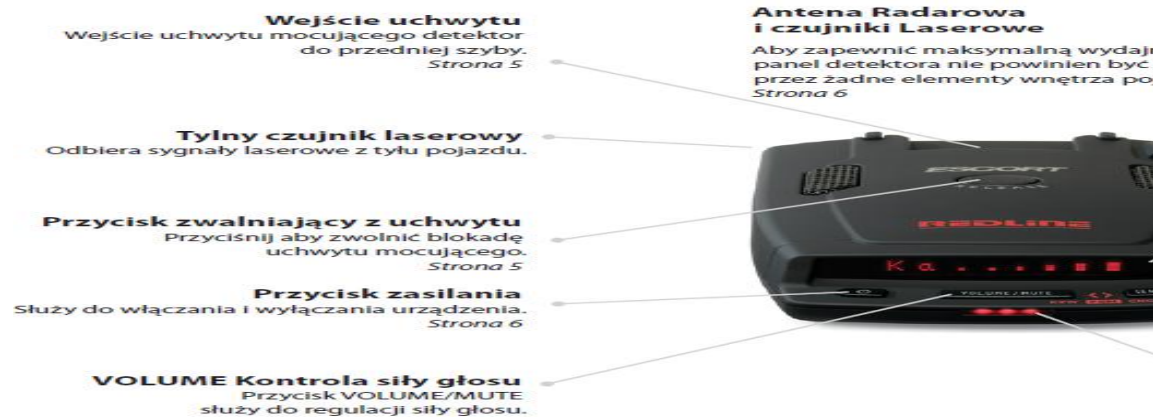 Wejście uchwytu
Wejście uchwytu mocującego detektor
do przedniej szyby.
Strona 5
Tylny czujnik laserowy
Odbiera sygnały laserowe z tyłu pojazdu.
Przycisk zwalniający z uchwytu
Przyciśnij aby zwolnić blokadę
uchwytu mocującego.
Strona 5
Przycisk zasilania
Służy do włączania i wyłączania urządzenia.
Strona 6
VOLUME Kontrola siły głosu
Przycisk VOLUME/MUTE
służy do regulacji siły głosu.
Antena Radarowa
i czujniki Laserowe
Aby zapewnić maksymalną
panel detektora nie powinien być
przez żadne elementy wnętrza
Strona 6
ESCORT
RELEASE
REDLINE
Ka
VOLUME/MUTE